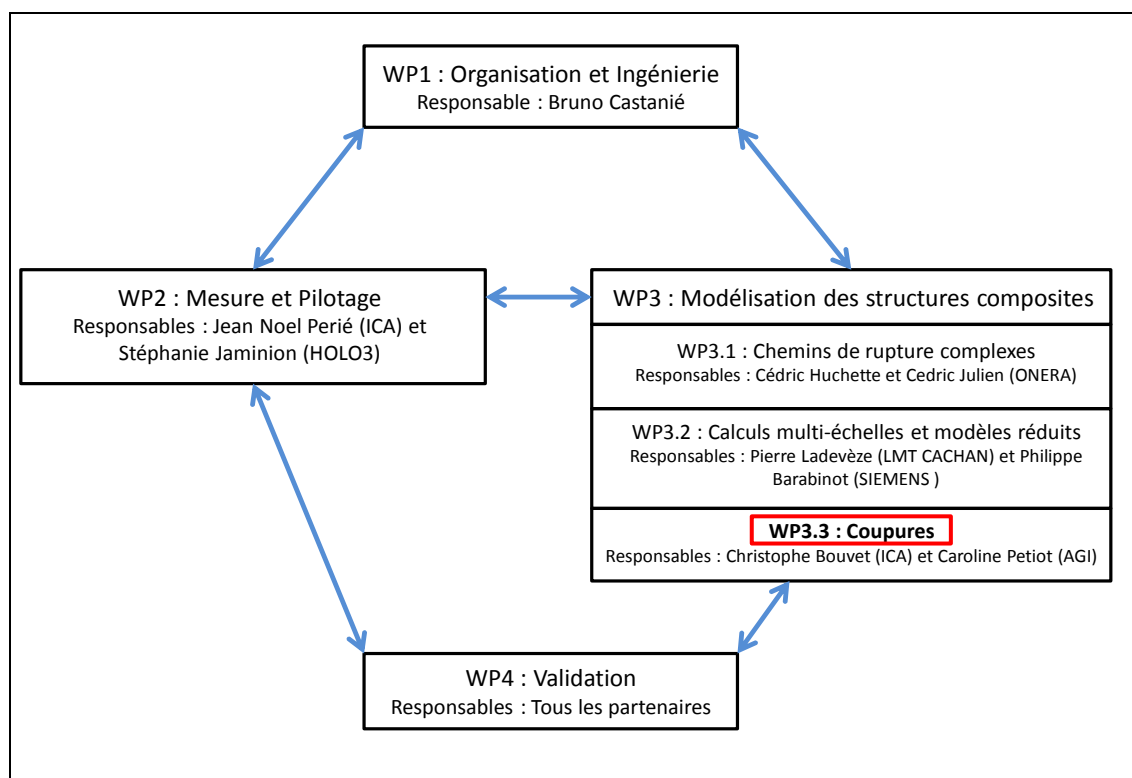 WP1 : Organisation et Ingénierie
Responsable : Bruno Castanié
WP2 : Mesure et Pilotage
Responsables : Jean Noel Perié (ICA) et
Stéphanie Jaminion (HOLO3)
WP3 : Modélisation des structures composites
WP3.1 : Chemins de rupture complexes
Responsables : Cédric Huchette et Cedric Julien (ONERA)
WP3.2 : Calculs multi-échelles et modèles réduits
Responsables : Pierre Ladevèze (LMT CACHAN) et Philippe
Barabinot (SIEMENS )
WP3.3 : Coupures
Responsables : Christophe Bouvet (ICA) et Caroline Petiot (AGI)
WP4 : Validation
Responsables : Tous les partenaires